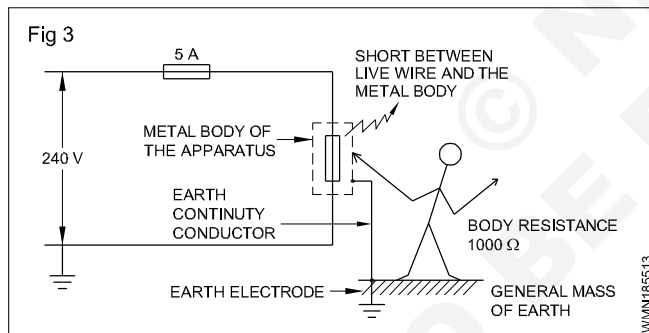 Fig 3
5 A
SHORT BETWEEN
LIVE WIRE AND THE
METAL BODY
METAL BODY OF
THE APPARATUS
240 V
EARTH
CONTINUTY
CONDUCTOR
BODY RESISTANCE
1000 Ω
EARTH ELECTRODE
GENERAL MASS
OF EARTH
WMN185513